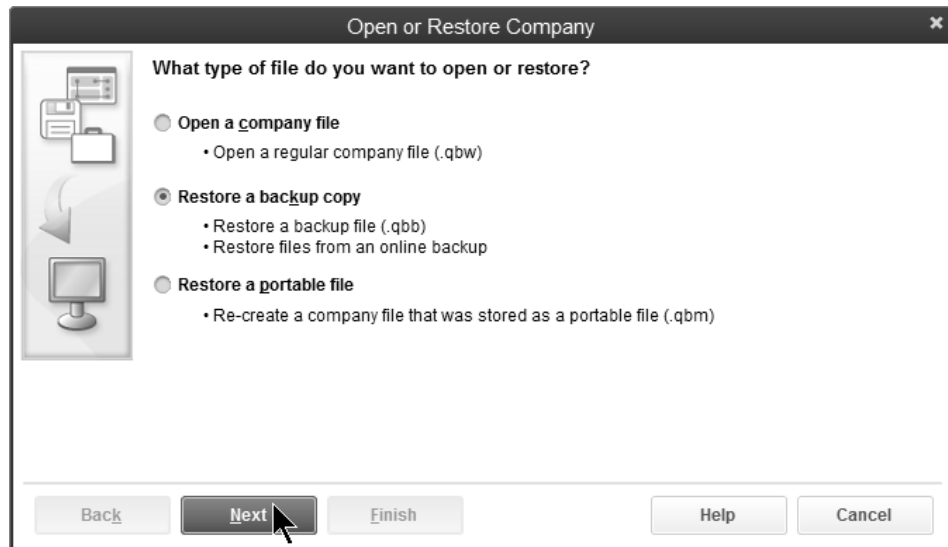 Open or Restore Company
What type of file do you want to open or restore?
Open a company file
• Open a regular company file (.qbw)
Restore a backup copy
• Restore a backup file (.qbb)
• Restore files from an online backup
Restore a portable file
• Re-create a company file that was stored as a portable file (.qbm)
Back Next Finish Help Cancel